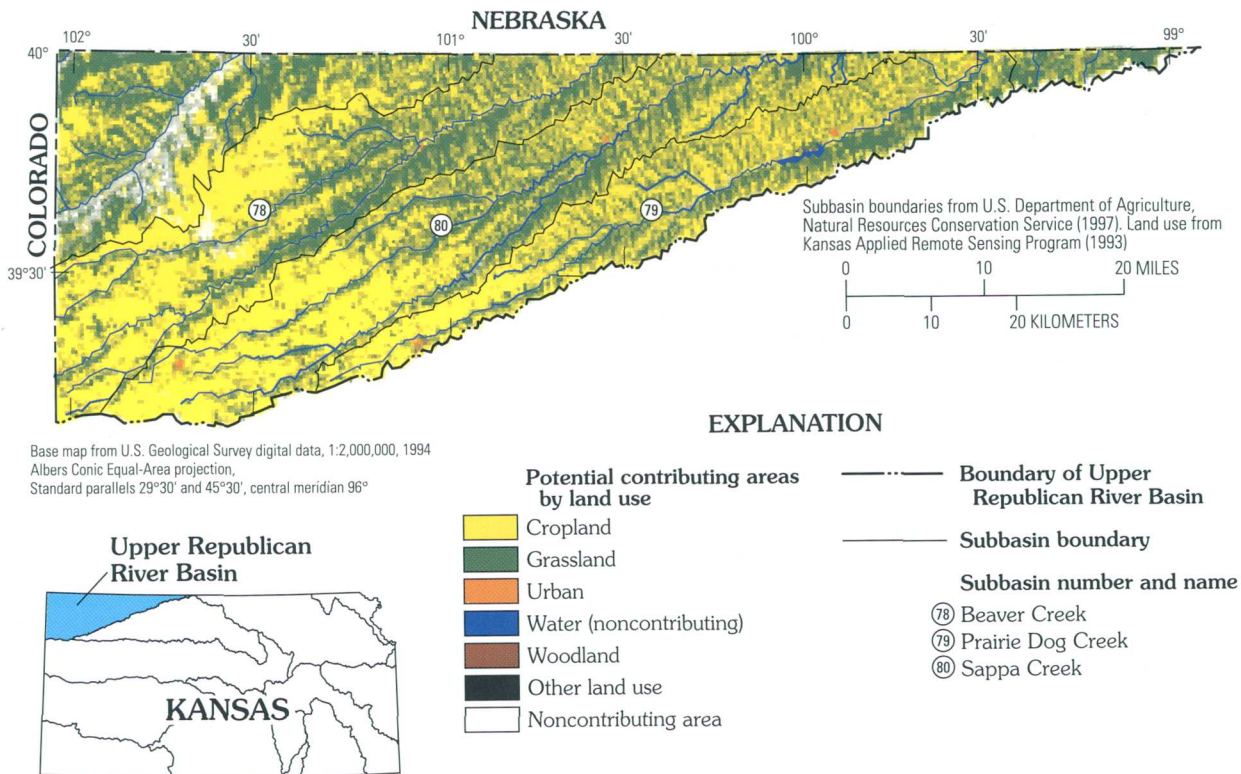 NEBRASKA
102°
30'
101°
30'
100°
30'
99°
40°
COLORADO
39°30'
78
80
79
Subbasin boundaries from U.S. Department of Agriculture,
Natural Resources Conservation Service (1997). Land use from
Kansas Applied Remote Sensing Program (1993)
0 10 20 MILES
0 10 20 KILOMETERS
Base map from U.S. Geological Survey digital data, 1:2,000,000, 1994
Albers Conic Equal-Area projection,
Standard parallels 29°30' and 45°30', central meridian 96°
EXPLANATION
Potential contributing areas
by land use
Cropland
Grassland
Urban
Water (noncontributing)
Woodland
Other land use
Noncontributing area
Boundary of Upper
Republican River Basin
Subbasin boundary
Subbasin number and name
78 Beaver Creek
79 Prairie Dog Creek
80 Sappa Creek
Upper Republican
River Basin
KANSAS